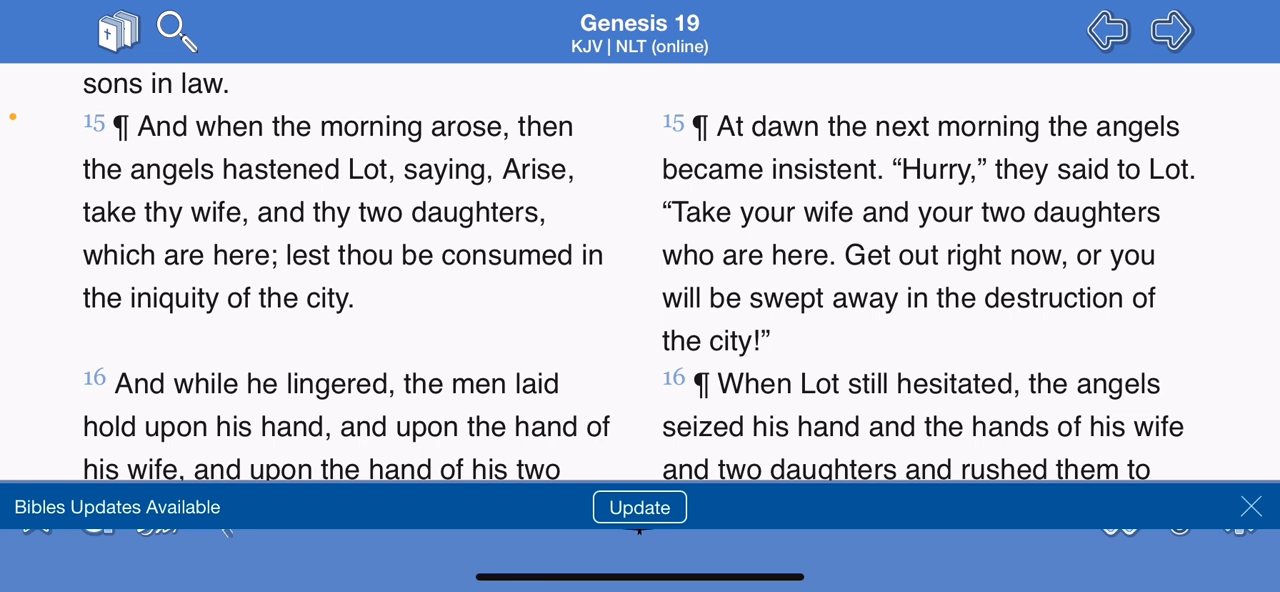 Genesis 19
KJV | NLT (online)
sons in law.
15 ¶ And when the morning arose, then
the angels hastened Lot, saying, Arise,
take thy wife, and thy two daughters,
which are here; lest thou be consumed in
the iniquity of the city.
16 And while he lingered, the men laid
hold upon his hand, and upon the hand of
his wife, and upon the hand of his two
15 ¶ At dawn the next morning the angels
became insistent. “Hurry,” they said to Lot.
“Take your wife and your two daughters
who are here. Get out right now, or you
will be swept away in the destruction of
the city!”
16 ¶ When Lot still hesitated, the angels
seized his hand and the hands of his wife
and two daughters and rushed them to
Bibles Updates Available
Update